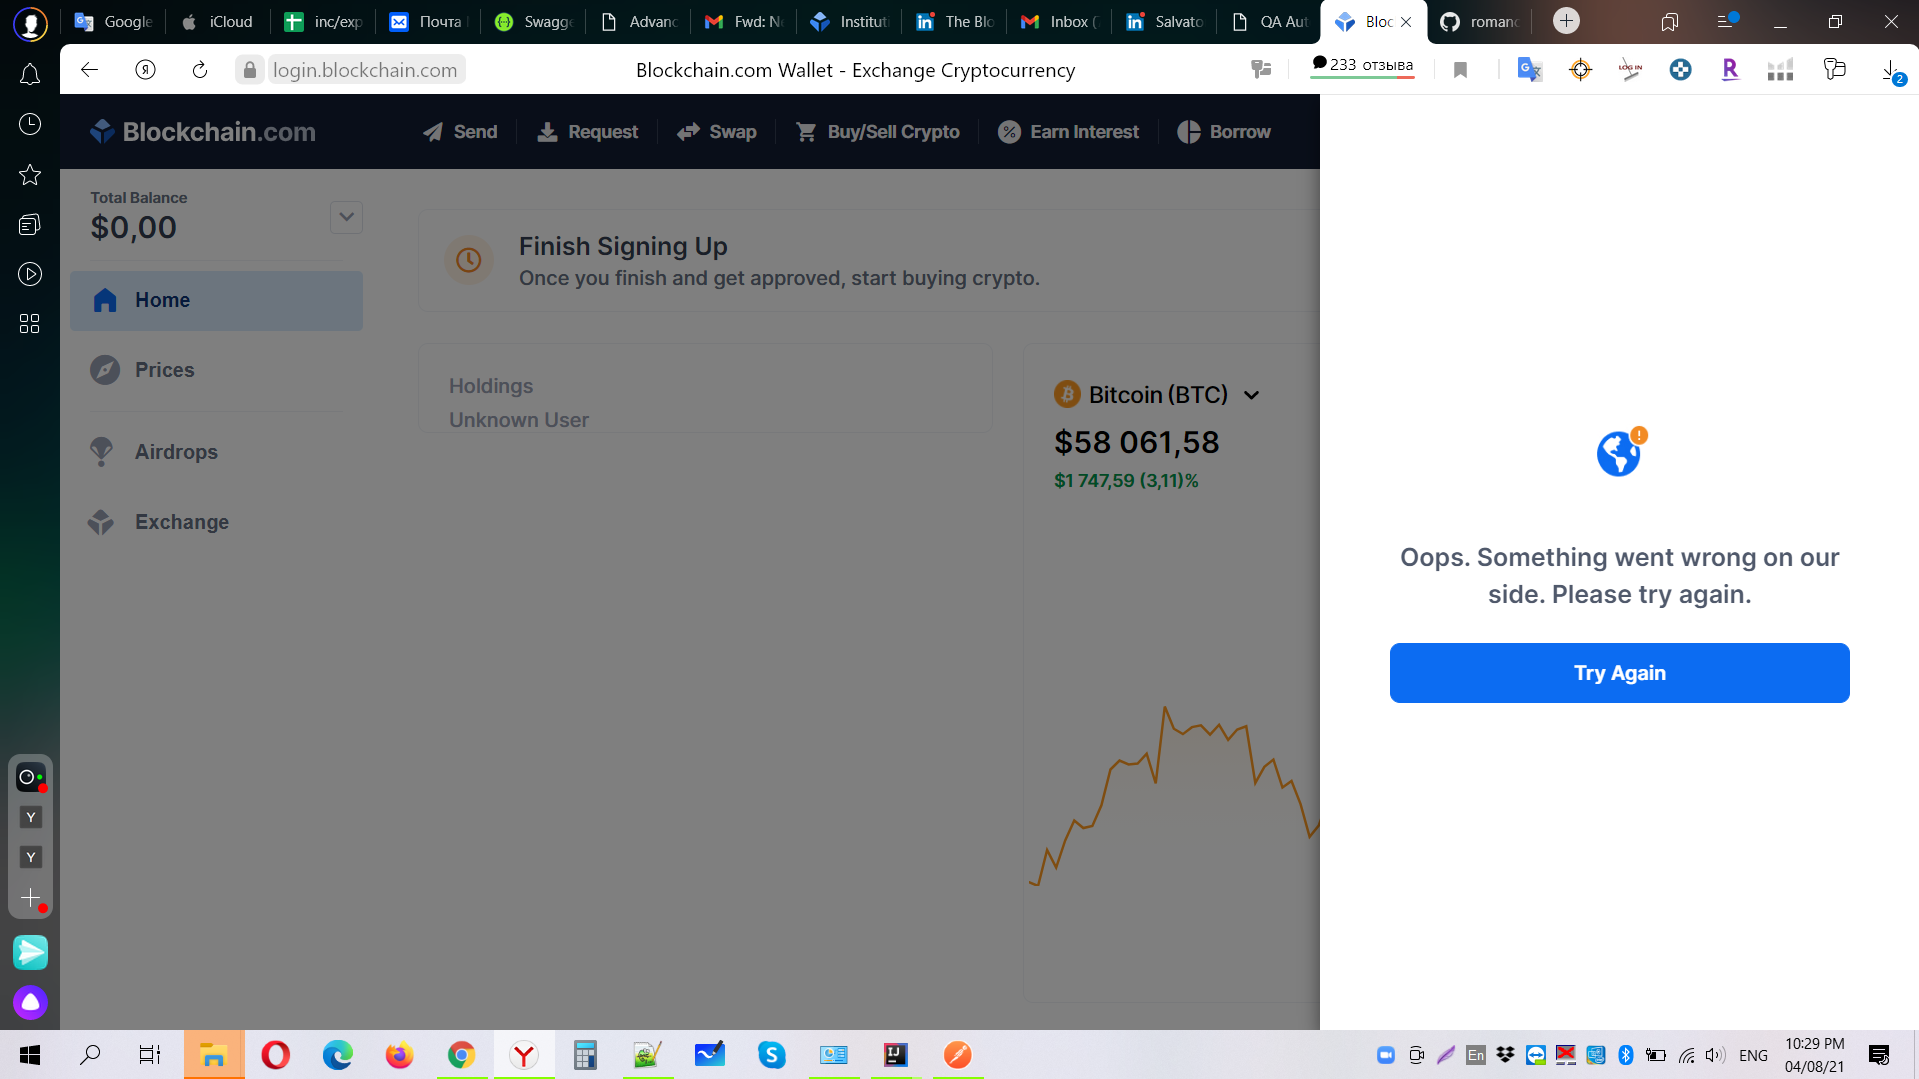 Google
iCloud
inc/exp
Почта
Swagge
Advanc
Fwd: N
Instituti
The Blo
Inbox (
Salvato
QA Aut
Bloc
romano
login.blockchain.com
Blockchain.com Wallet - Exchange Cryptocurrency
233 отзыва
LOG IN
R
2
Blockchain.com
Send
Request
Swap
Buy/Sell Crypto
Earn Interest
Borrow
Total Balance
$0,00
Finish Signing Up
Once you finish and get approved, start buying crypto.
Home
Prices
Airdrops
Exchange
Holdings
Unknown User
Bitcoin (BTC)
$58 061,58
$1 747,59 (3,11)%
Oops. Something went wrong on our
side. Please try again.
Try Again
Y
Y
En
ENG
10:29 PM
04/08/21